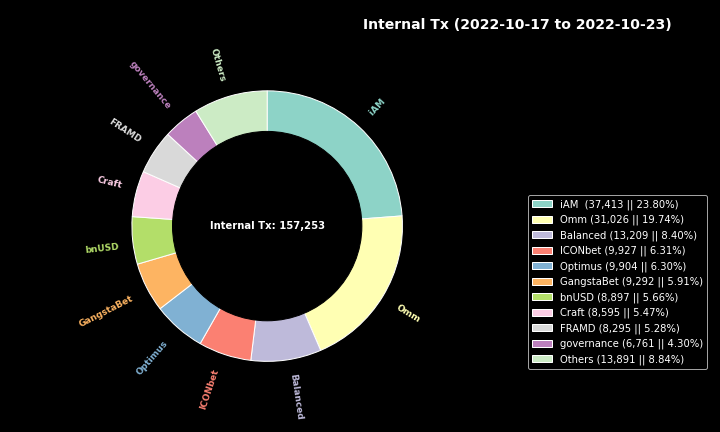 Internal Tx (2022-10-17 to 2022-10-23)
Others
governance
iAM
FRAMD
Craft
bnUSD
Internal Tx: 157,253
GangstaBet
Omm
Optimus
ICONbet
Balanced
iAM (37,413 || 23.80%)
Omm (31,026 || 19.74%)
Balanced (13,209 || 8.40%)
ICONbet (9,927 || 6.31%)
Optimus (9,904 || 6.30%)
GangstaBet (9,292 || 5.91%)
bnUSD (8,897 || 5.66%)
Craft (8,595 || 5.47%)
FRAMD (8,295 || 5.28%)
governance (6,761 || 4.30%)
Others (13,891 || 8.84%)